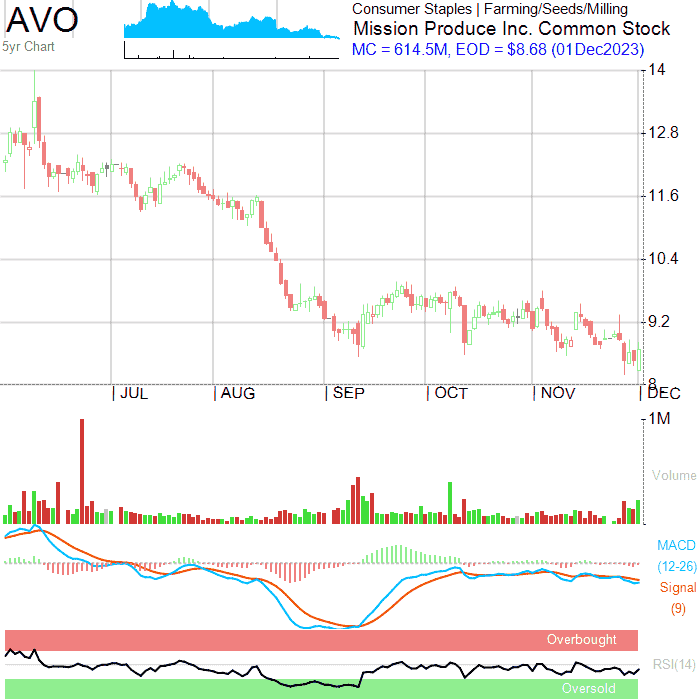 AVO
5yr Chart
Consumer Staples | Farming/Seeds/Milling
Mission Produce Inc. Common Stock
MC = 614.5M, EOD = $8.68 (01Dec2023)
14
12.8
11.6
10.4
9.2
8
JUL
AUG
SEP
OCT
NOV
DEC
1M
Volume
MACD
(12-26)
Signal
(9)
Overbought
RSI(14)
Oversold